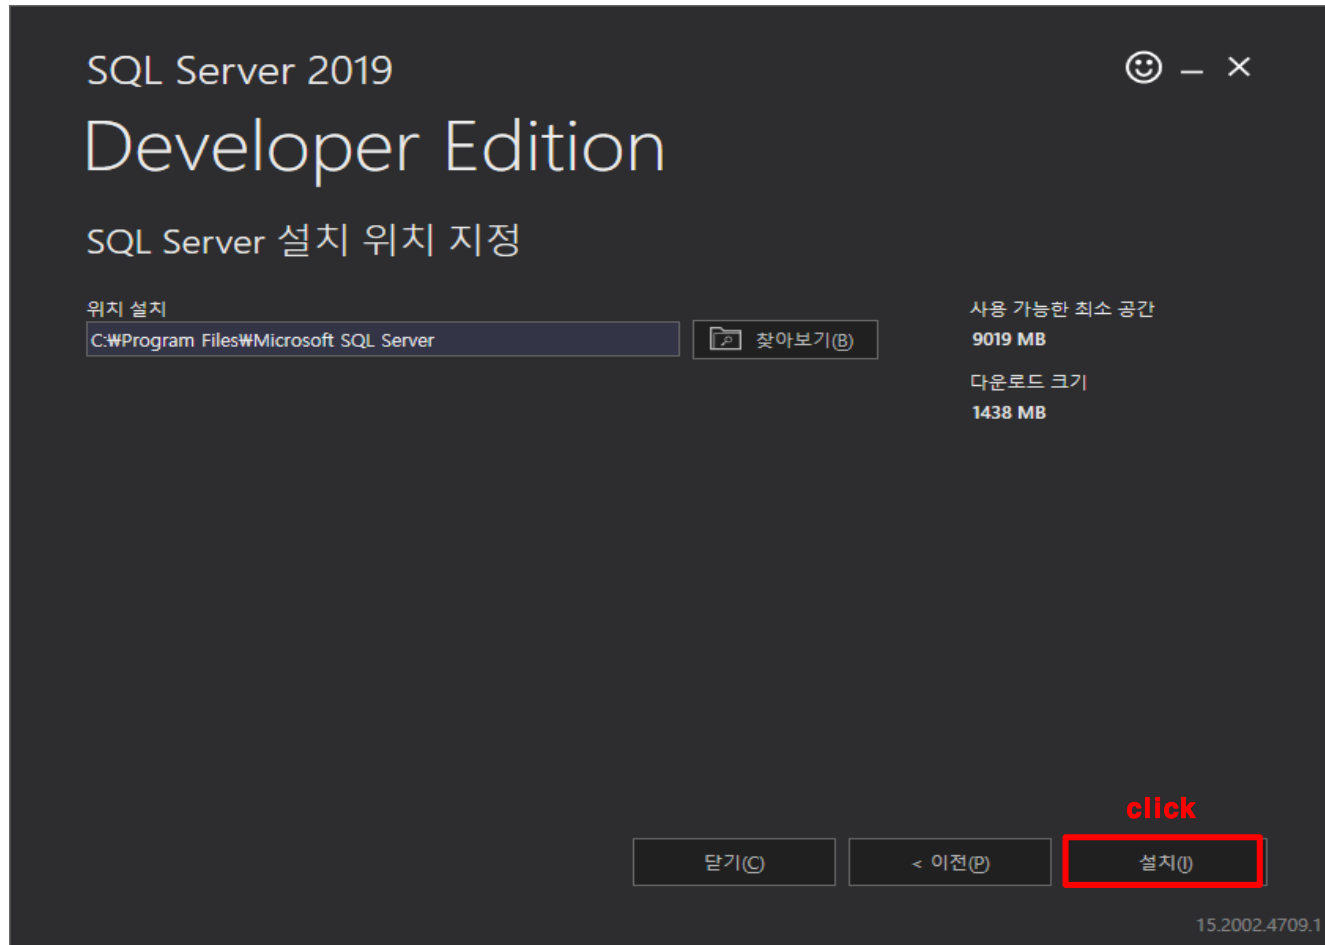 SQL Server 2019
Developer Edition
SQL Server 설치 위치 지정
위치 설치
C:₩Program Files₩Microsoft SQL Server
찾아보기(B)
사용 가능한 최소 공간
9019 MB
다운로드 크기
1438 MB
click
닫기(C)
< 이전(P)
설치(I)
15.2002.4709.1